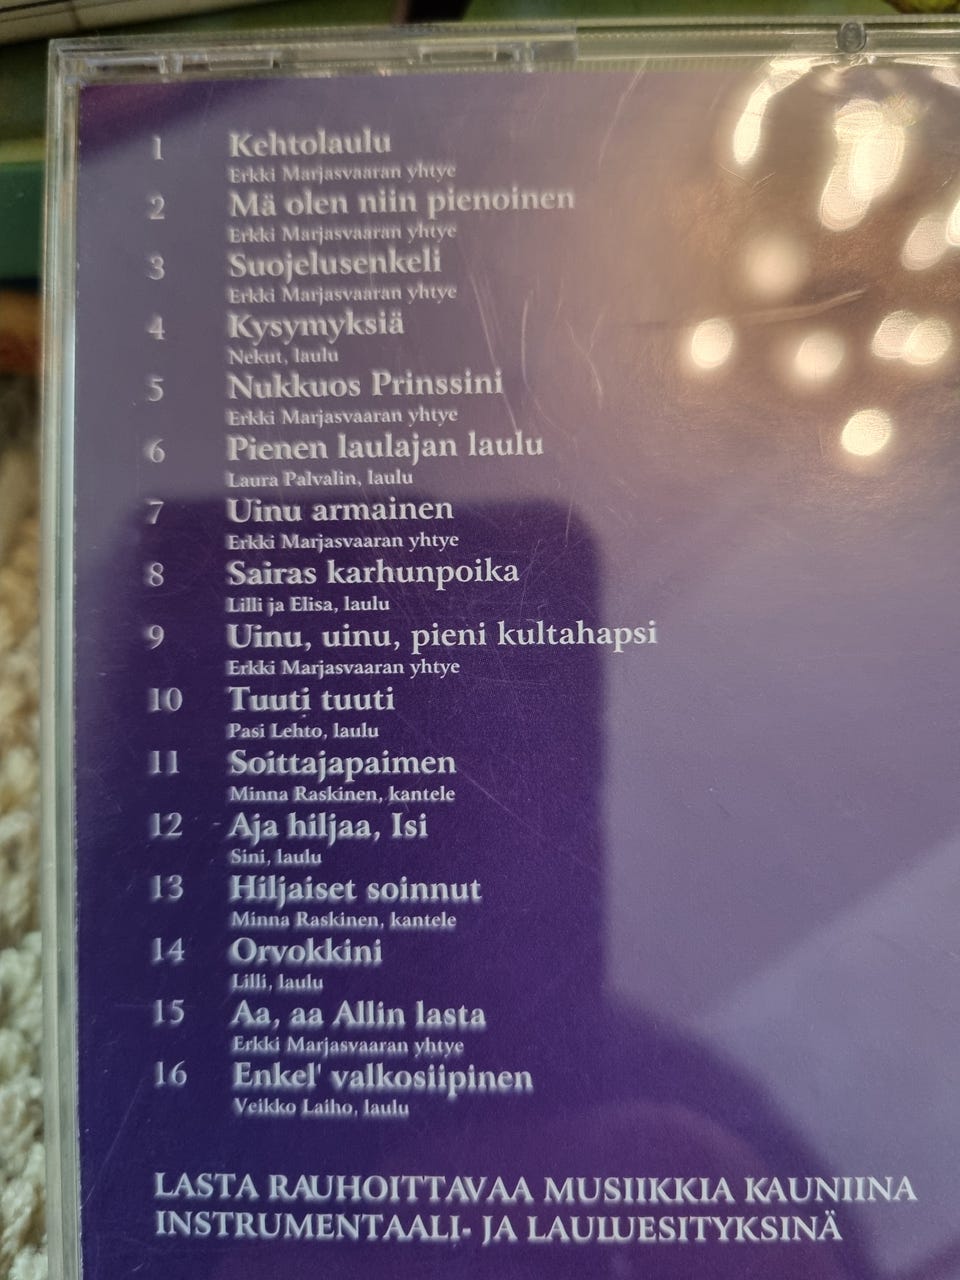 1 Kehtolaulu
Erkki Marjasvaaran yhtye
2 Mä olen niin pienoinen
Erkki Marjasvaaran yhtye
3 Suojelusenkeli
Erkki Marjasvaaran yhtye
4 Kysymyksiä
Nekut, laulu
5 Nukkuos Prinssini
Erkki Marjasvaaran yhtye
6 Pienen laulajan laulu
Laura Palvalin, laulu
7 Uinu armainen
Erkki Marjasvaaran yhtye
8 Sairas karhunpoika
Lilli ja Elisa, laulu
9 Uinu, uinu, pieni kultahapsi
Erkki Marjasvaaran yhtye
10 Tuuti tuuti
Pasi Lehto, laulu
11 Soittajapaimen
Minna Raskinen, kantele
12 Aja hiljaa, Isi
Sini, laulu
13 Hiljaiset soinnut
Minna Raskinen, kantele
14 Orvokkini
Lilli, laulu
15 Aa, aa Allin lasta
Erkki Marjasvaaran yhtye
16 Enkel' valkosiipinen
Veikko Laiho, laulu
LASTA RAUHOITTAVAA MUSIIKKIA KAUNIINA
INSTRUMENTAALI- JA LAULUESITYKSINÄ